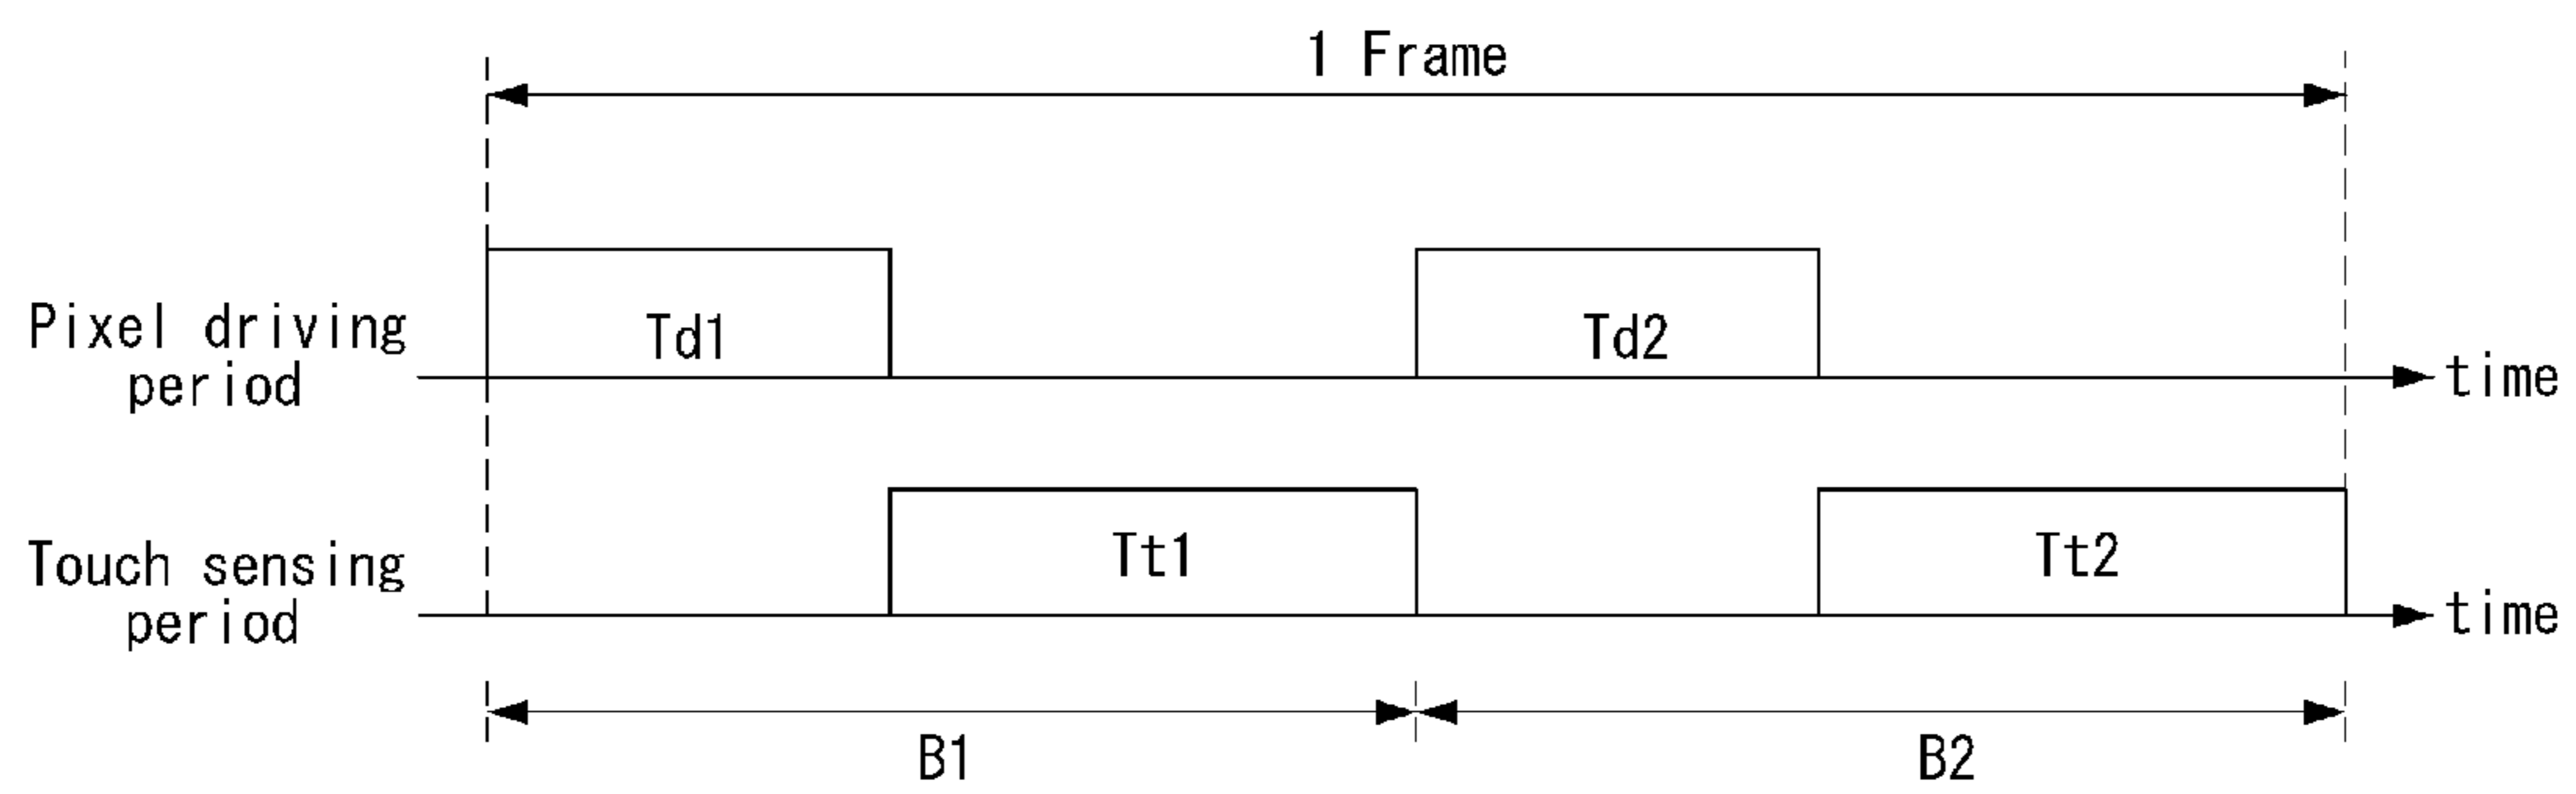 1 Frame
Pixel driving
period
Td1
Td2
time
Touch sensing
period
Tt1
Tt2
time
B1
B2